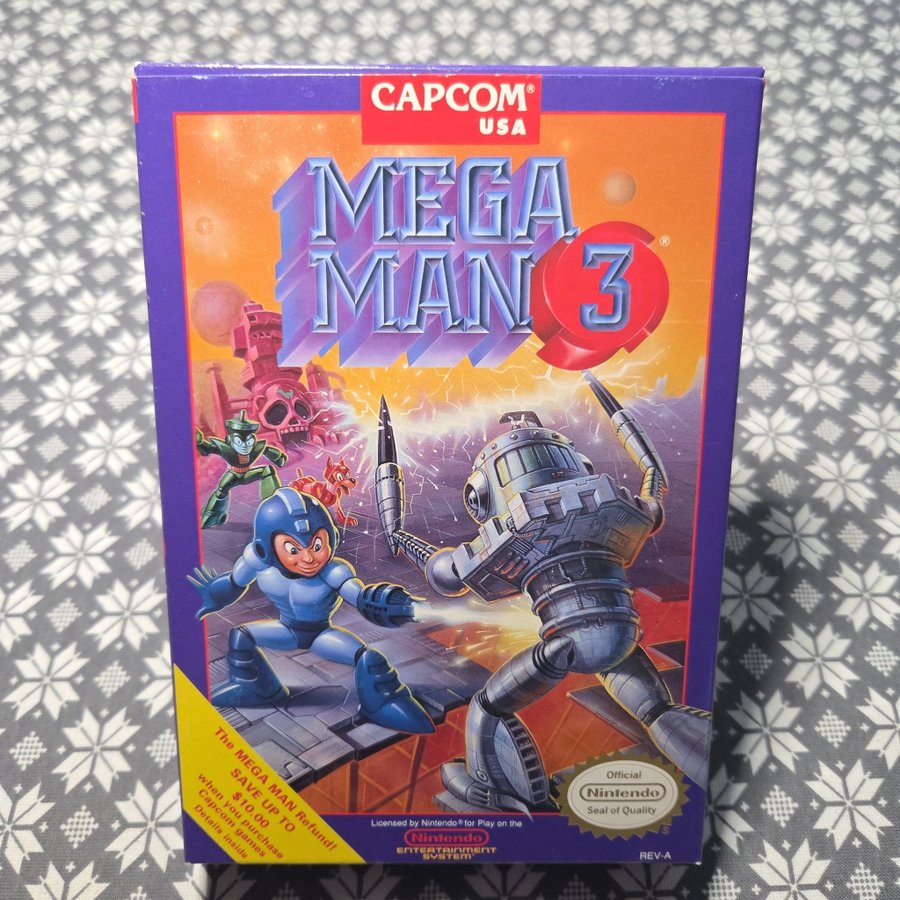 CAPCOM®
USA
MEGA
MAN 3®
The MEGA MAN Refund!
SAVE UP TO
$10.00
when you purchase
Capcom games
Details inside
Licensed by Nintendo® for Play on the
Nintendo
ENTERTAINMENT
SYSTEM®
Official
Nintendo
Seal of Quality
®
REV-A